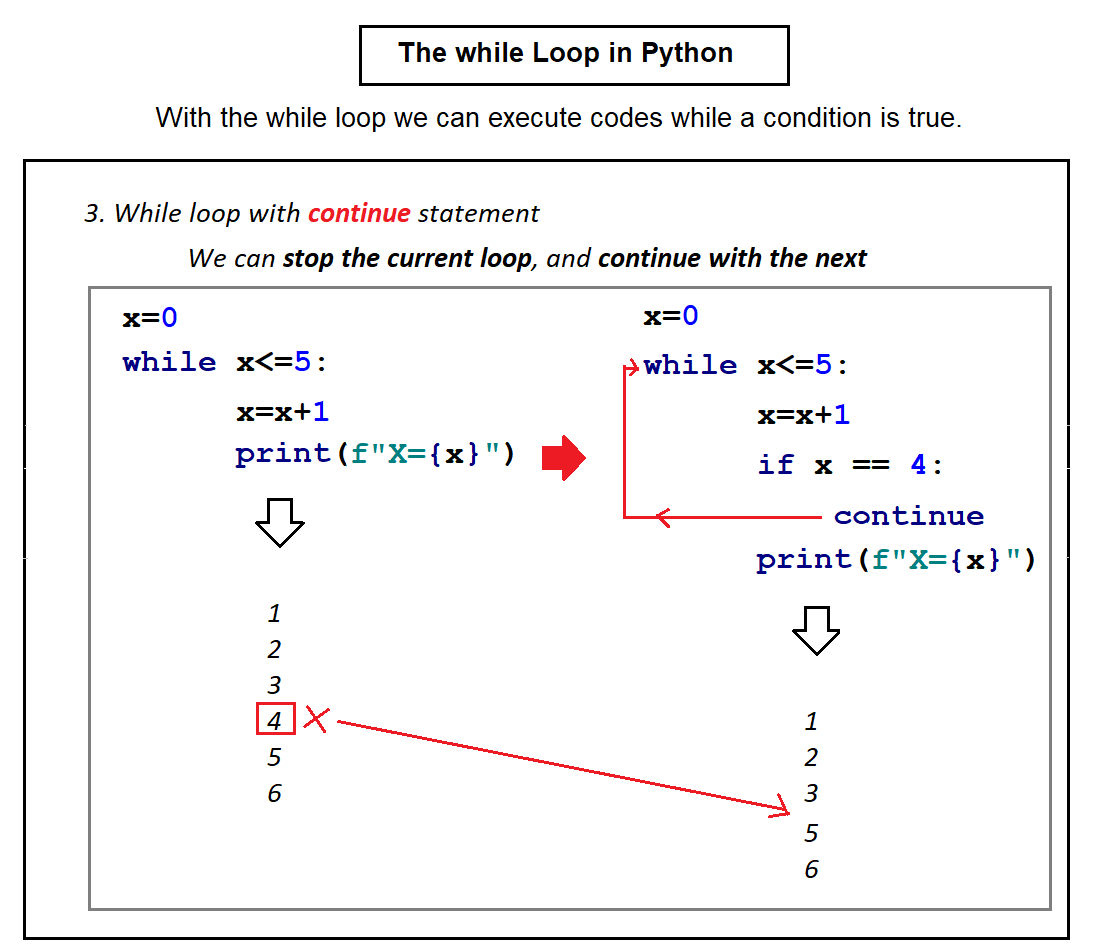 The while Loop in Python
With the while loop we can execute codes while a condition is true.
3. While loop with continue statement
We can stop the current loop, and continue with the next
x=0
while x<=5:
x=x+1
print(f"X={x}")
1
2
3
4
5
6
x=0
while x<=5:
x=x+1
if x == 4:
continue
print(f"X={x}")
1
2
3
5
6